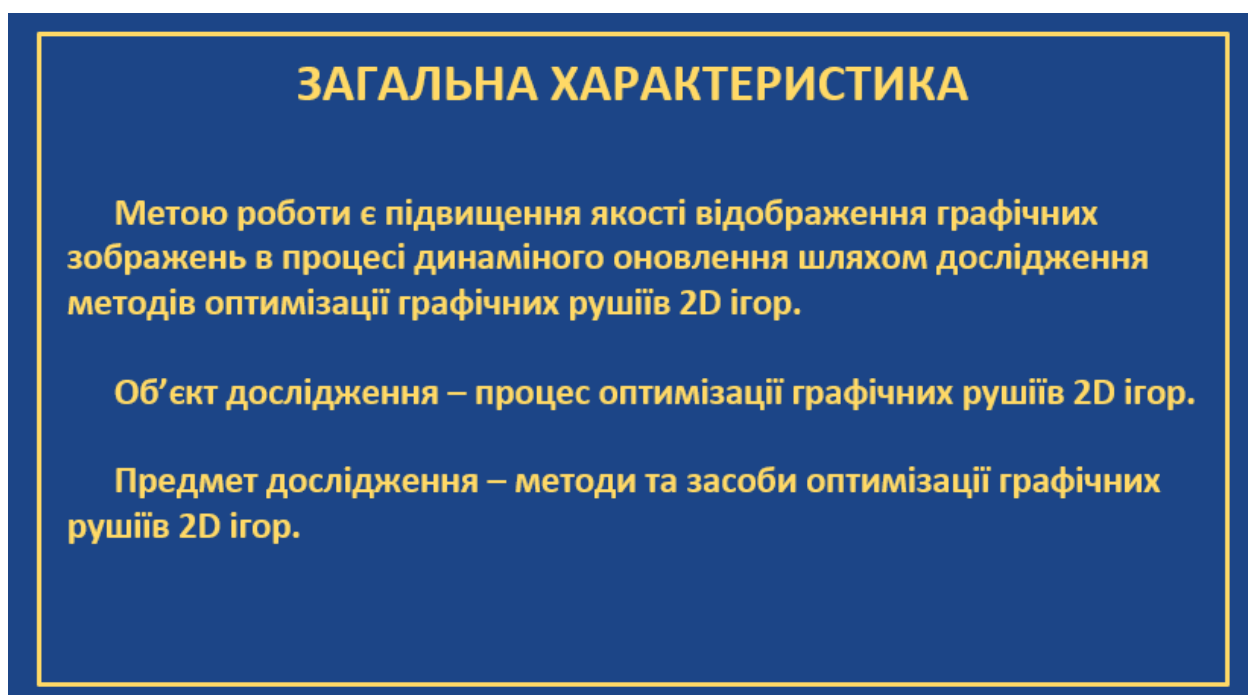 ЗАГАЛЬНА ХАРАКТЕРИСТИКА
Метою роботи є підвищення якості відображення графічних
зображень в процесі динаміного оновлення шляхом дослідження
методів оптимізації графічних рушіїв 2D ігор.
Об’єкт дослідження – процес оптимізації графічних рушіїв 2D ігор.
Предмет дослідження – методи та засоби оптимізації графічних
рушіїв 2D ігор.